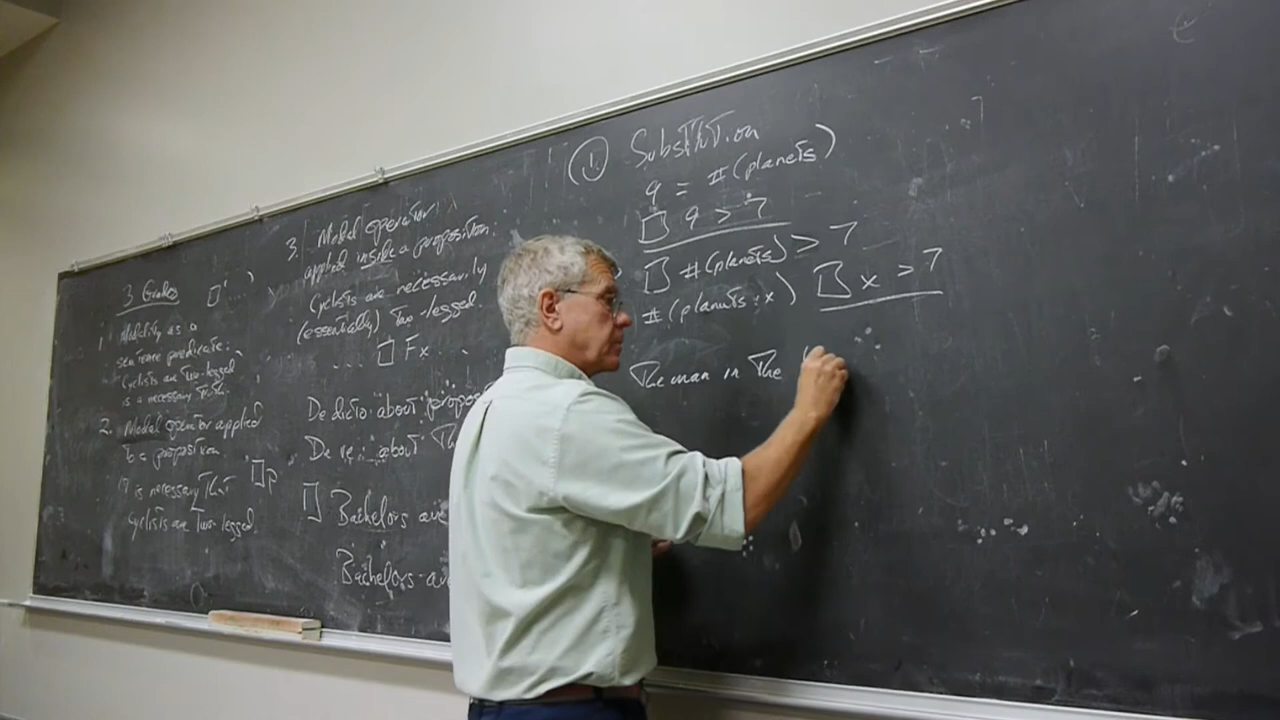 3 Grades □'...'
1. Modality as a
sentence predicate:
Cyclists are two-legged
is a necessary truth.
2. Modal operator applied
to a proposition □p
It is necessary that
cyclists are two-legged.
3. Modal operator
applied inside a proposition:
Cyclists are necessarily
(essentially) two-legged.
... □ Fx ..
De dicto: about propos
De re: about th
□ Bachelors are
Bachelors are
① Substitution
9 = #(planets)
□ 9 > 7
□ #(planets) > 7
#(planets : x) □ x > 7
The man in the